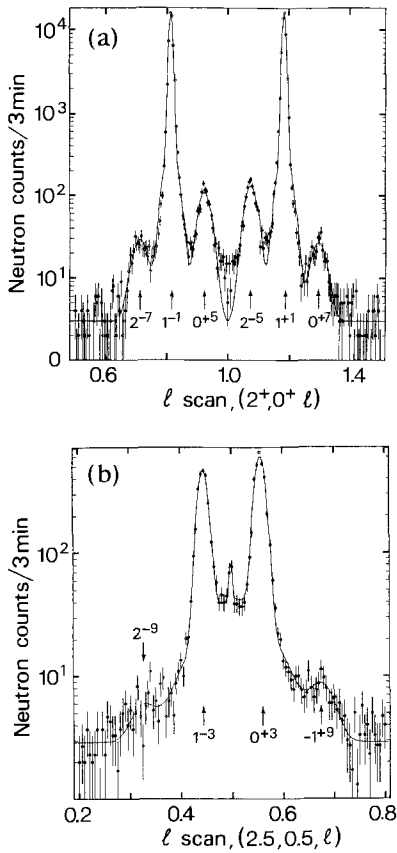 (a)
10⁴
10³
10²
10¹
0
Neutron counts/3min
2⁻⁷ 1⁻¹ 0⁺⁵ 2⁻⁵ 1⁺¹ 0⁺⁷
0.6 1.0 1.4
ℓ scan, (2⁺,0⁺ ℓ)
(b)
10²
10¹
Neutron counts/3min
2⁻⁹
1⁻³ 0⁺³ -1⁺⁹
0.2 0.4 0.6 0.8
ℓ scan, (2.5, 0.5, ℓ)